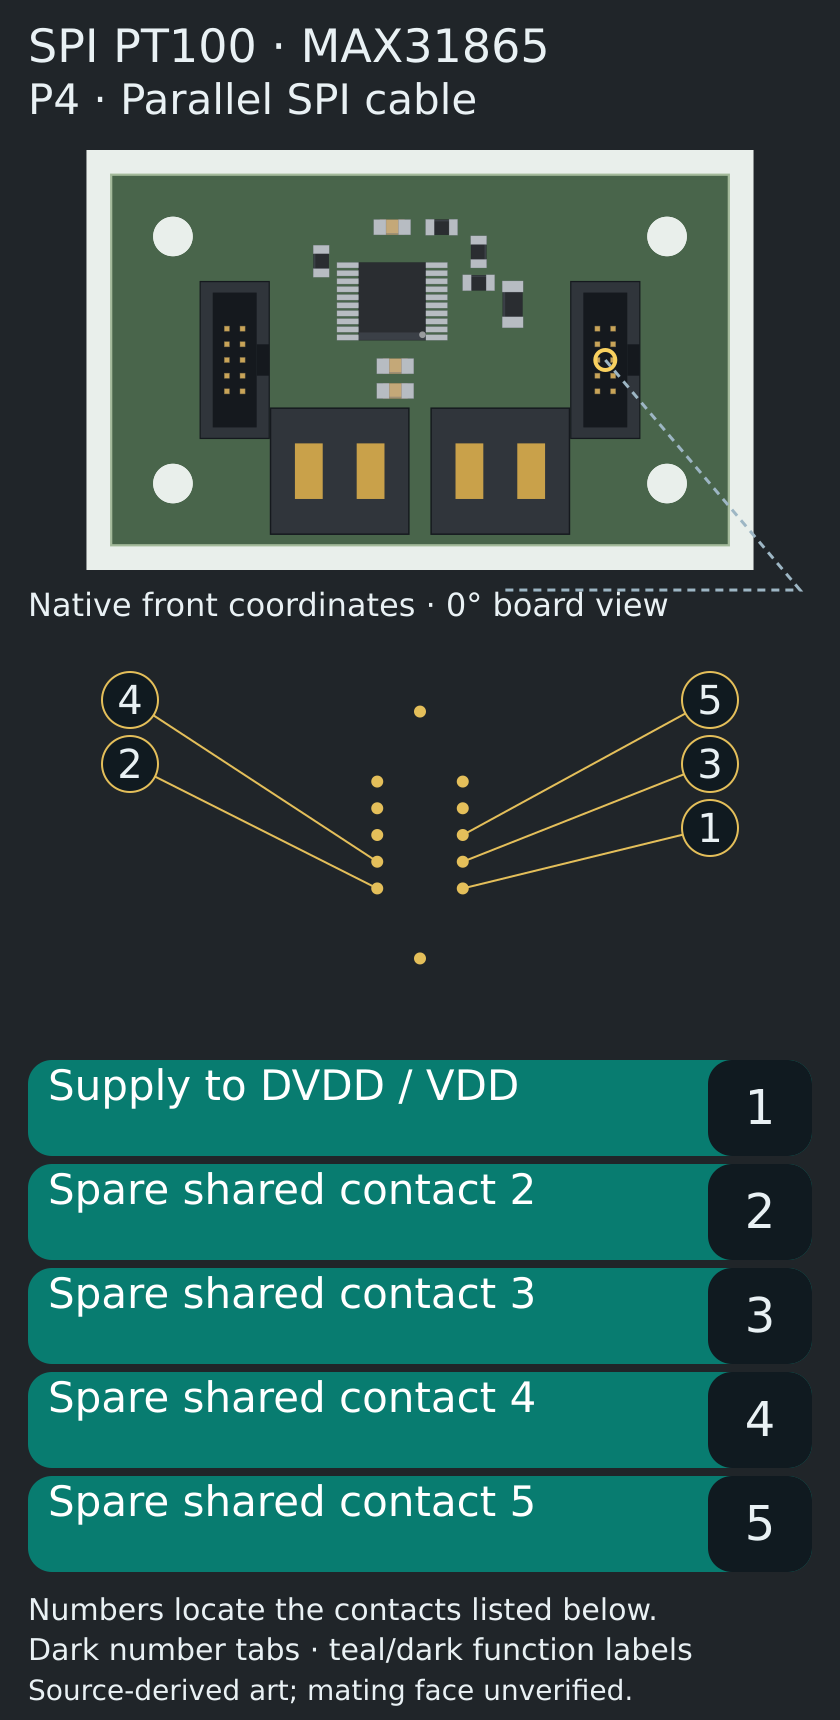 SPI PT100 · MAX31865
P4 · Parallel SPI cable
Native front coordinates · 0° board view
4
5
2
3
1
Supply to DVDD / VDD
1
Spare shared contact 2
2
Spare shared contact 3
3
Spare shared contact 4
4
Spare shared contact 5
5
Numbers locate the contacts listed below.
Dark number tabs · teal/dark function labels
Source-derived art; mating face unverified.